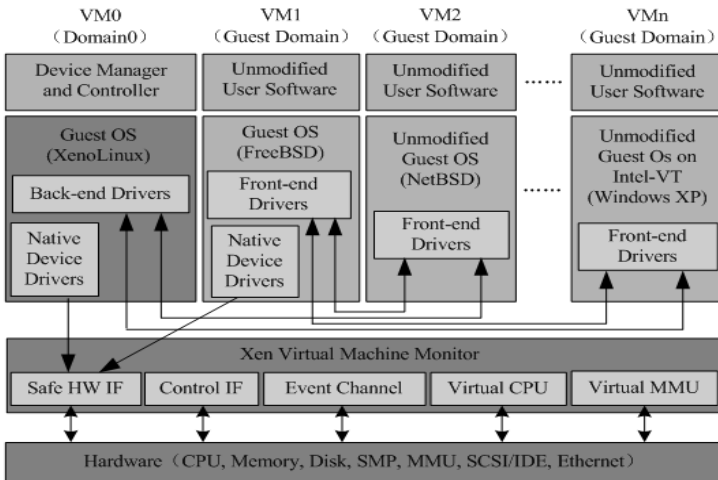 VM0
(Domain0)
VM1
(Guest Domain)
VM2
(Guest Domain)
VMn
(Guest Domain)
Device Manager
and Controller
Unmodified
User Software
Unmodified
User Software
......
Unmodified
User Software
Guest OS
(XenoLinux)
Back-end Drivers
Native
Device
Drivers
Guest OS
(FreeBSD)
Front-end
Drivers
Native
Device
Drivers
Unmodified
Guest OS
(NetBSD)
Front-end
Drivers
......
Unmodified
Guest Os on
Intel-VT
(Windows XP)
Front-end
Drivers
Xen Virtual Machine Monitor
Safe HW IF
Control IF
Event Channel
Virtual CPU
Virtual MMU
Hardware（CPU, Memory, Disk, SMP, MMU, SCSI/IDE, Ethernet）